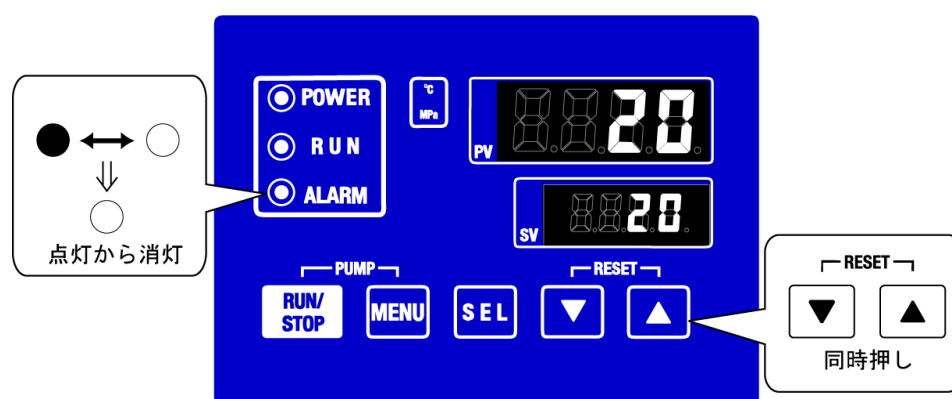 POWER
RUN
ALARM
℃
MPa
PV
20
SV
20
点灯から消灯
PUMP
RUN/
STOP
MENU
SEL
RESET
▼
▲
RESET
▼
▲
同時押し